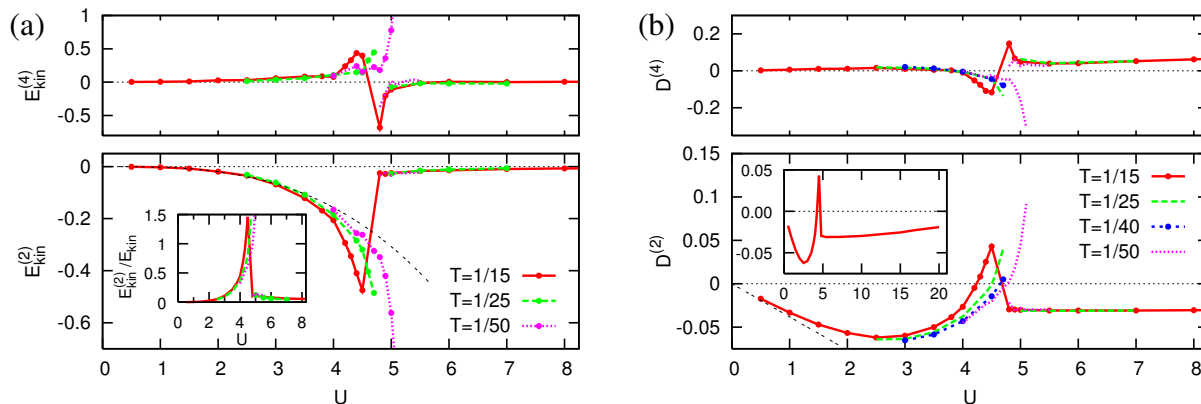 (a)
1
0.5
0
-0.5
E_kin^(4)
0
-0.2
-0.4
-0.6
E_kin^(2)
1.5
1
0.5
0
E_kin^(2)/E_kin
0 2 4 6 8
U
T=1/15
T=1/25
T=1/50
0 1 2 3 4 5 6 7 8
U
(b)
0.2
0
-0.2
D^(4)
0.15
0.10
0.05
0.00
-0.05
D^(2)
0.05
0.00
-0.05
0 5 10 15 20
T=1/15
T=1/25
T=1/40
T=1/50
0 1 2 3 4 5 6 7 8
U